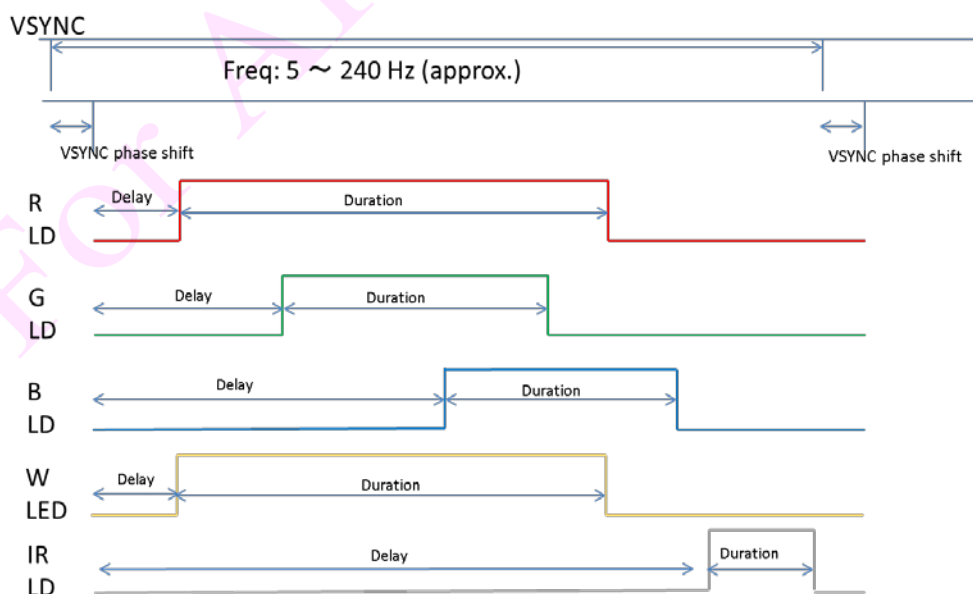 VSYNC
Freq: 5 ～ 240 Hz (approx.)
VSYNC phase shift
VSYNC phase shift
R
LD
Delay
Duration
G
LD
Delay
Duration
B
LD
Delay
Duration
W
LED
Delay
Duration
IR
LD
Delay
Duration
For